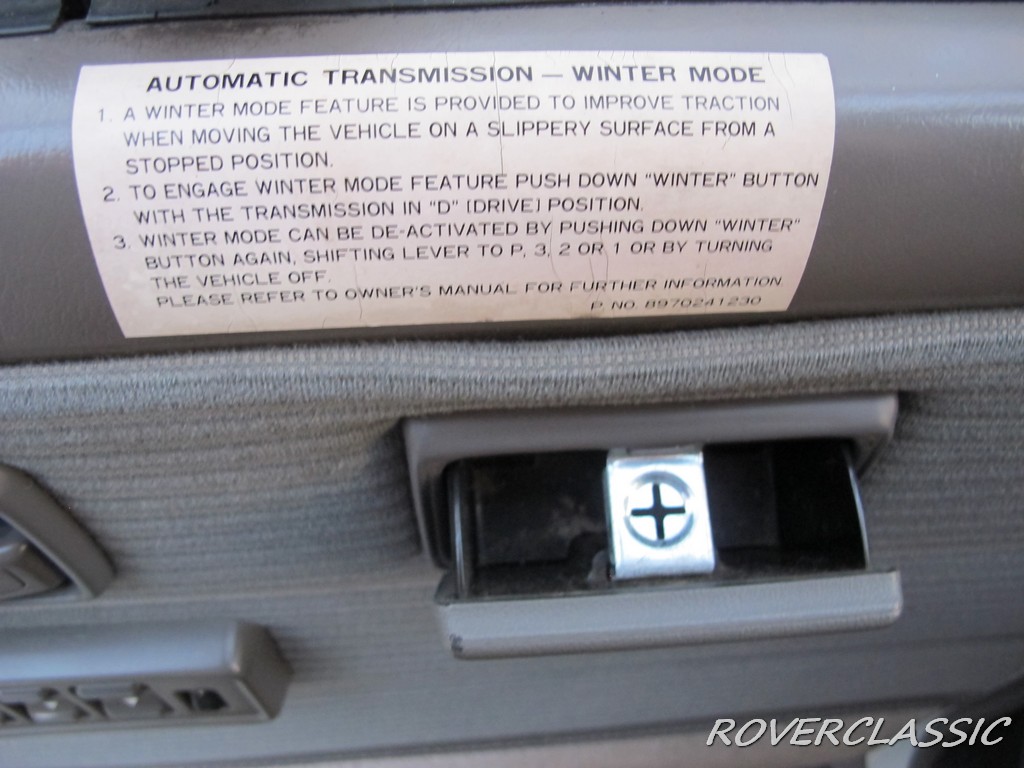 AUTOMATIC TRANSMISSION — WINTER MODE
1. A WINTER MODE FEATURE IS PROVIDED TO IMPROVE TRACTION
WHEN MOVING THE VEHICLE ON A SLIPPERY SURFACE FROM A
STOPPED POSITION.
2. TO ENGAGE WINTER MODE FEATURE PUSH DOWN "WINTER" BUTTON
WITH THE TRANSMISSION IN "D" [DRIVE] POSITION.
3. WINTER MODE CAN BE DE-ACTIVATED BY PUSHING DOWN "WINTER"
BUTTON AGAIN, SHIFTING LEVER TO P, 3, 2 OR 1 OR BY TURNING
THE VEHICLE OFF.
PLEASE REFER TO OWNER'S MANUAL FOR FURTHER INFORMATION
P. NO. 8970241230
ROVERCLASSIC